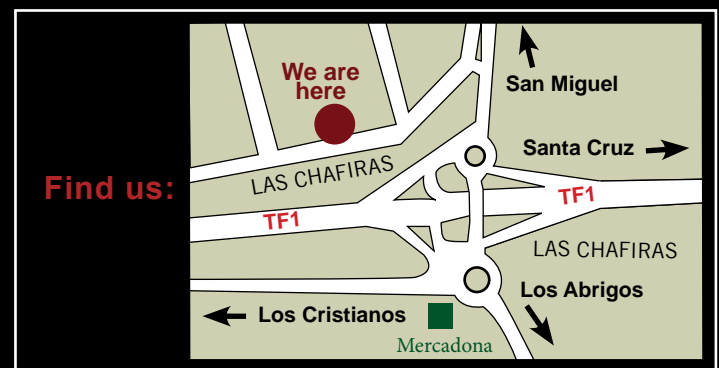 We are
here
San Miguel
Santa Cruz
Find us:
LAS CHAFIRAS
TF1
TF1
LAS CHAFIRAS
Los Abrigos
Los Cristianos
Mercadona